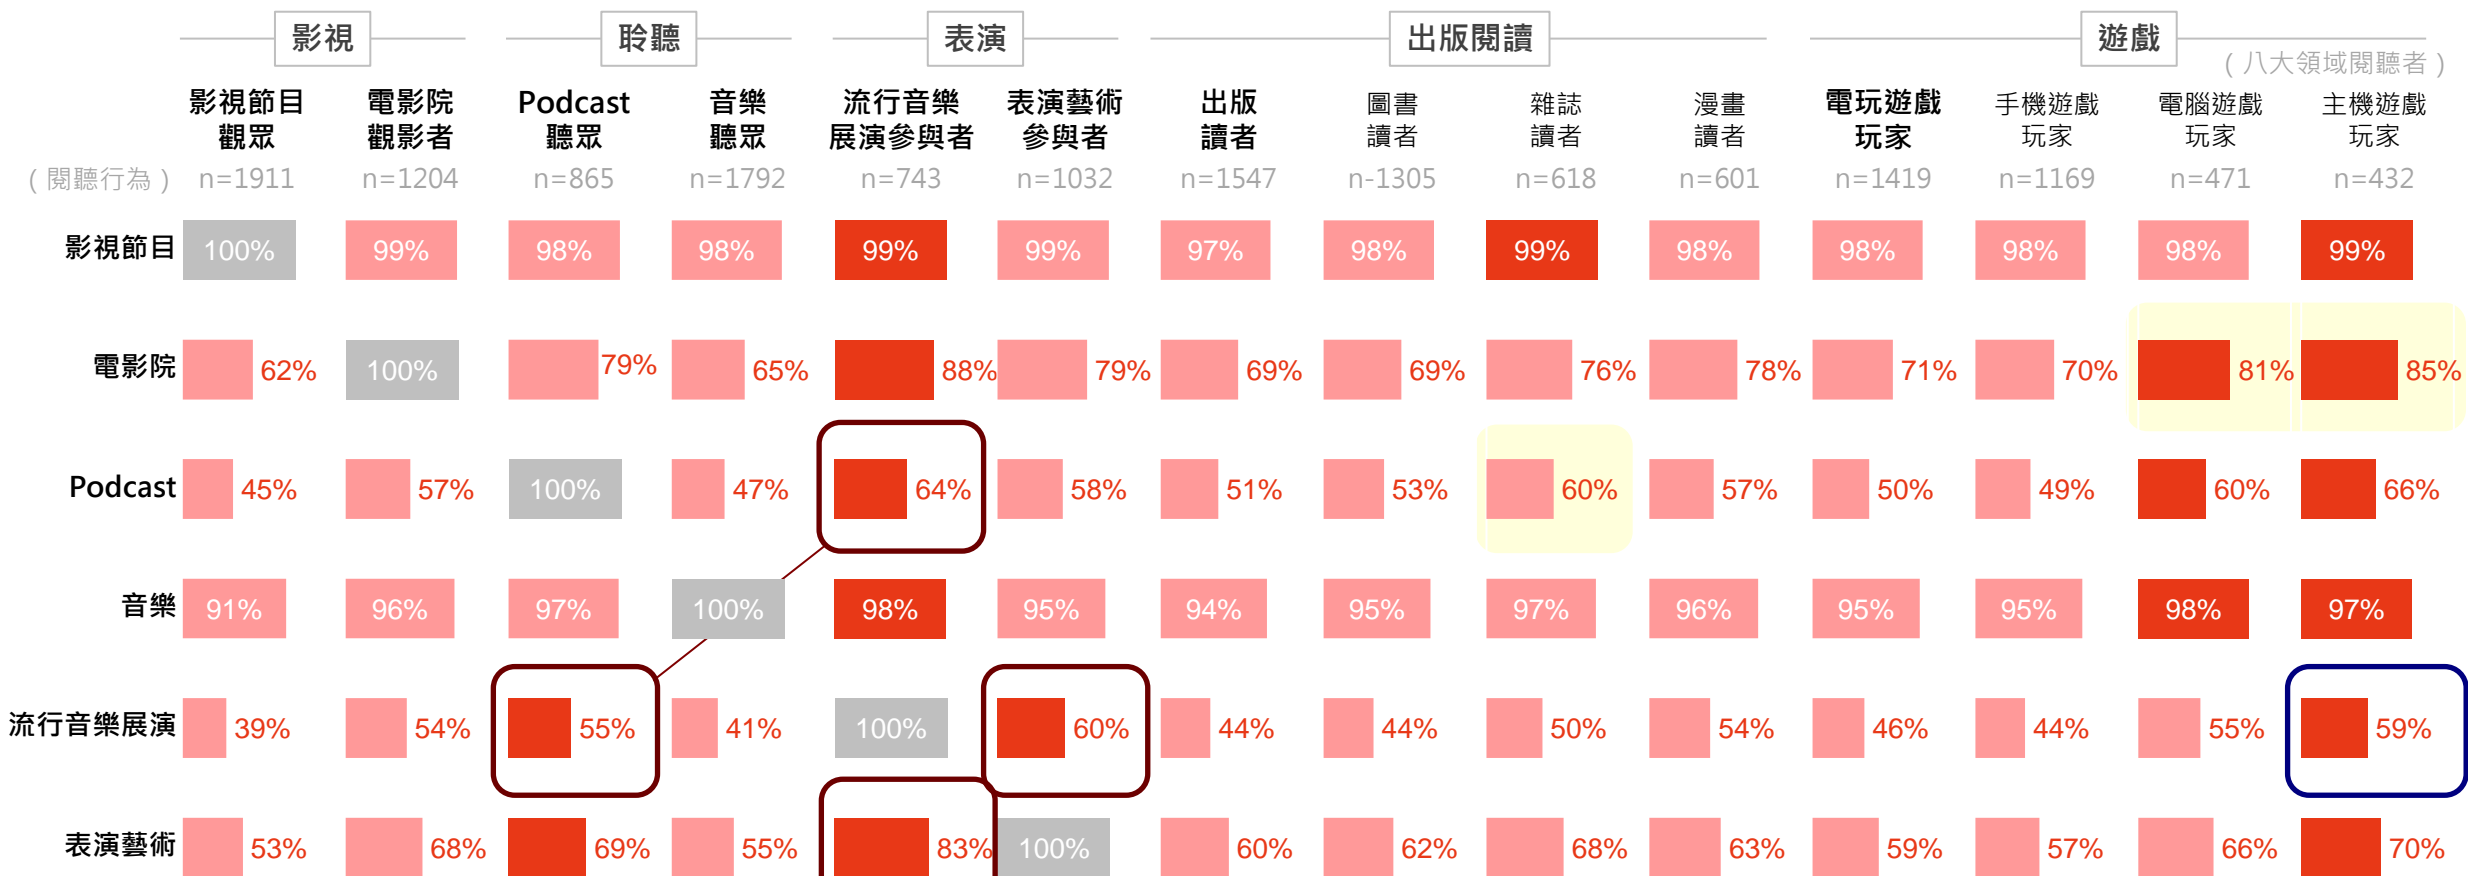 影視 聆聽 表演 出版閱讀 遊戲
(八大領域閱聽者)
影視節目 電影院 Podcast 音樂 流行音樂 表演藝術 出版 圖書 雜誌 漫畫 電玩遊戲 手機遊戲 電腦遊戲 主機遊戲
觀眾 觀影者 聽眾 聽眾 展演參與者 參與者 讀者 讀者 讀者 讀者 玩家 玩家 玩家 玩家
(閱聽行為) n=1911 n=1204 n=865 n=1792 n=743 n=1032 n=1547 n-1305 n=618 n=601 n=1419 n=1169 n=471 n=432
影視節目 100% 99% 98% 98% 99% 99% 97% 98% 99% 98% 98% 98% 98% 99%
電影院 62% 100% 79% 65% 88% 79% 69% 69% 76% 78% 71% 70% 81% 85%
Podcast 45% 57% 100% 47% 64% 58% 51% 53% 60% 57% 50% 49% 60% 66%
音樂 91% 96% 97% 100% 98% 95% 94% 95% 97% 96% 95% 95% 98% 97%
流行音樂展演 39% 54% 55% 41% 100% 60% 44% 44% 50% 54% 46% 44% 55% 59%
表演藝術 53% 68% 69% 55% 83% 100% 60% 62% 68% 63% 59% 57% 66% 70%